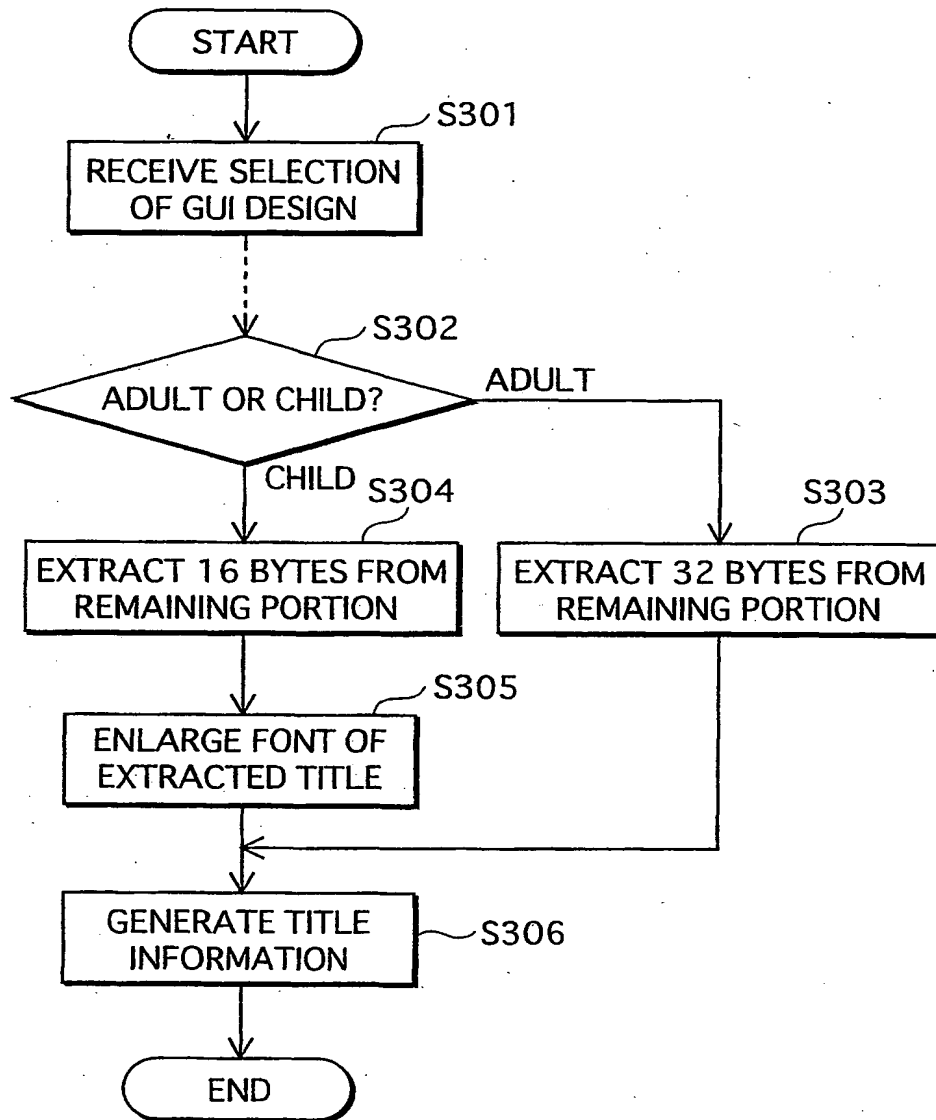 START
S301
RECEIVE SELECTION
OF GUI DESIGN
S302
ADULT OR CHILD?
ADULT
CHILD
S304
EXTRACT 16 BYTES FROM
REMAINING PORTION
S303
EXTRACT 32 BYTES FROM
REMAINING PORTION
S305
ENLARGE FONT OF
EXTRACTED TITLE
GENERATE TITLE
INFORMATION
S306
END